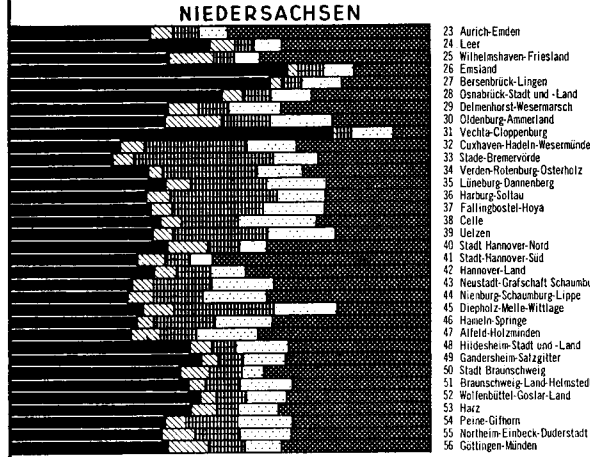 NIEDERSACHSEN
23 Aurich-Emden
24 Leer
25 Wilhelmshaven-Friesland
26 Emsland
27 Bersenbrück-Lingen
28 Osnabrück-Stadt und -Land
29 Delmenhorst-Wesermarsch
30 Oldenburg-Ammerland
31 Vechta-Cloppenburg
32 Cuxhaven-Hadeln-Wesermünde
33 Stade-Bremervörde
34 Verden-Rotenburg-Osterholz
35 Lüneburg-Dannenberg
36 Harburg-Soltau
37 Fallingbostel-Hoya
38 Celle
39 Uelzen
40 Stadt Hannover-Nord
41 Stadt-Hannover-Süd
42 Hannover-Land
43 Neustadt-Grafschaft Schaumbu
44 Nienburg-Schaumburg-Lippe
45 Diepholz-Melle-Wittlage
46 Hameln-Springe
47 Alfeld-Holzminden
48 Hildesheim-Stadt und -Land
49 Gandersheim-Salzgitter
50 Stadt Braunschweig
51 Braunschweig-Land-Helmsted
52 Wolfenbüttel-Goslar-Land
53 Harz
54 Peine-Gifhorn
55 Northeim-Einbeck-Duderstadt
56 Göttingen-Münden